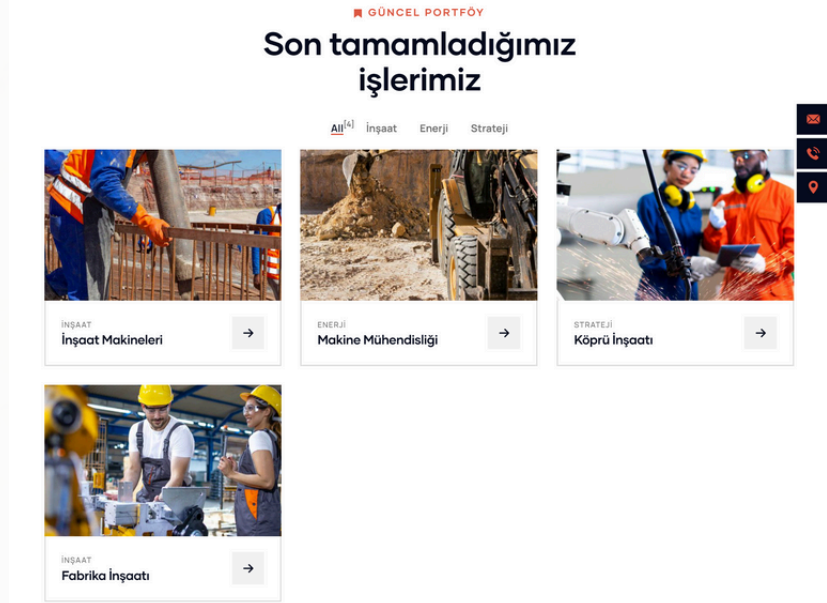 GÜNCEL PORTFÖY
Son tamamladığımız
işlerimiz
All[4] İnşaat Enerji Strateji
İNŞAAT
İnşaat Makineleri
ENERJİ
Makine Mühendisliği
STRATEJİ
Köprü İnşaatı
İNŞAAT
Fabrika İnşaatı